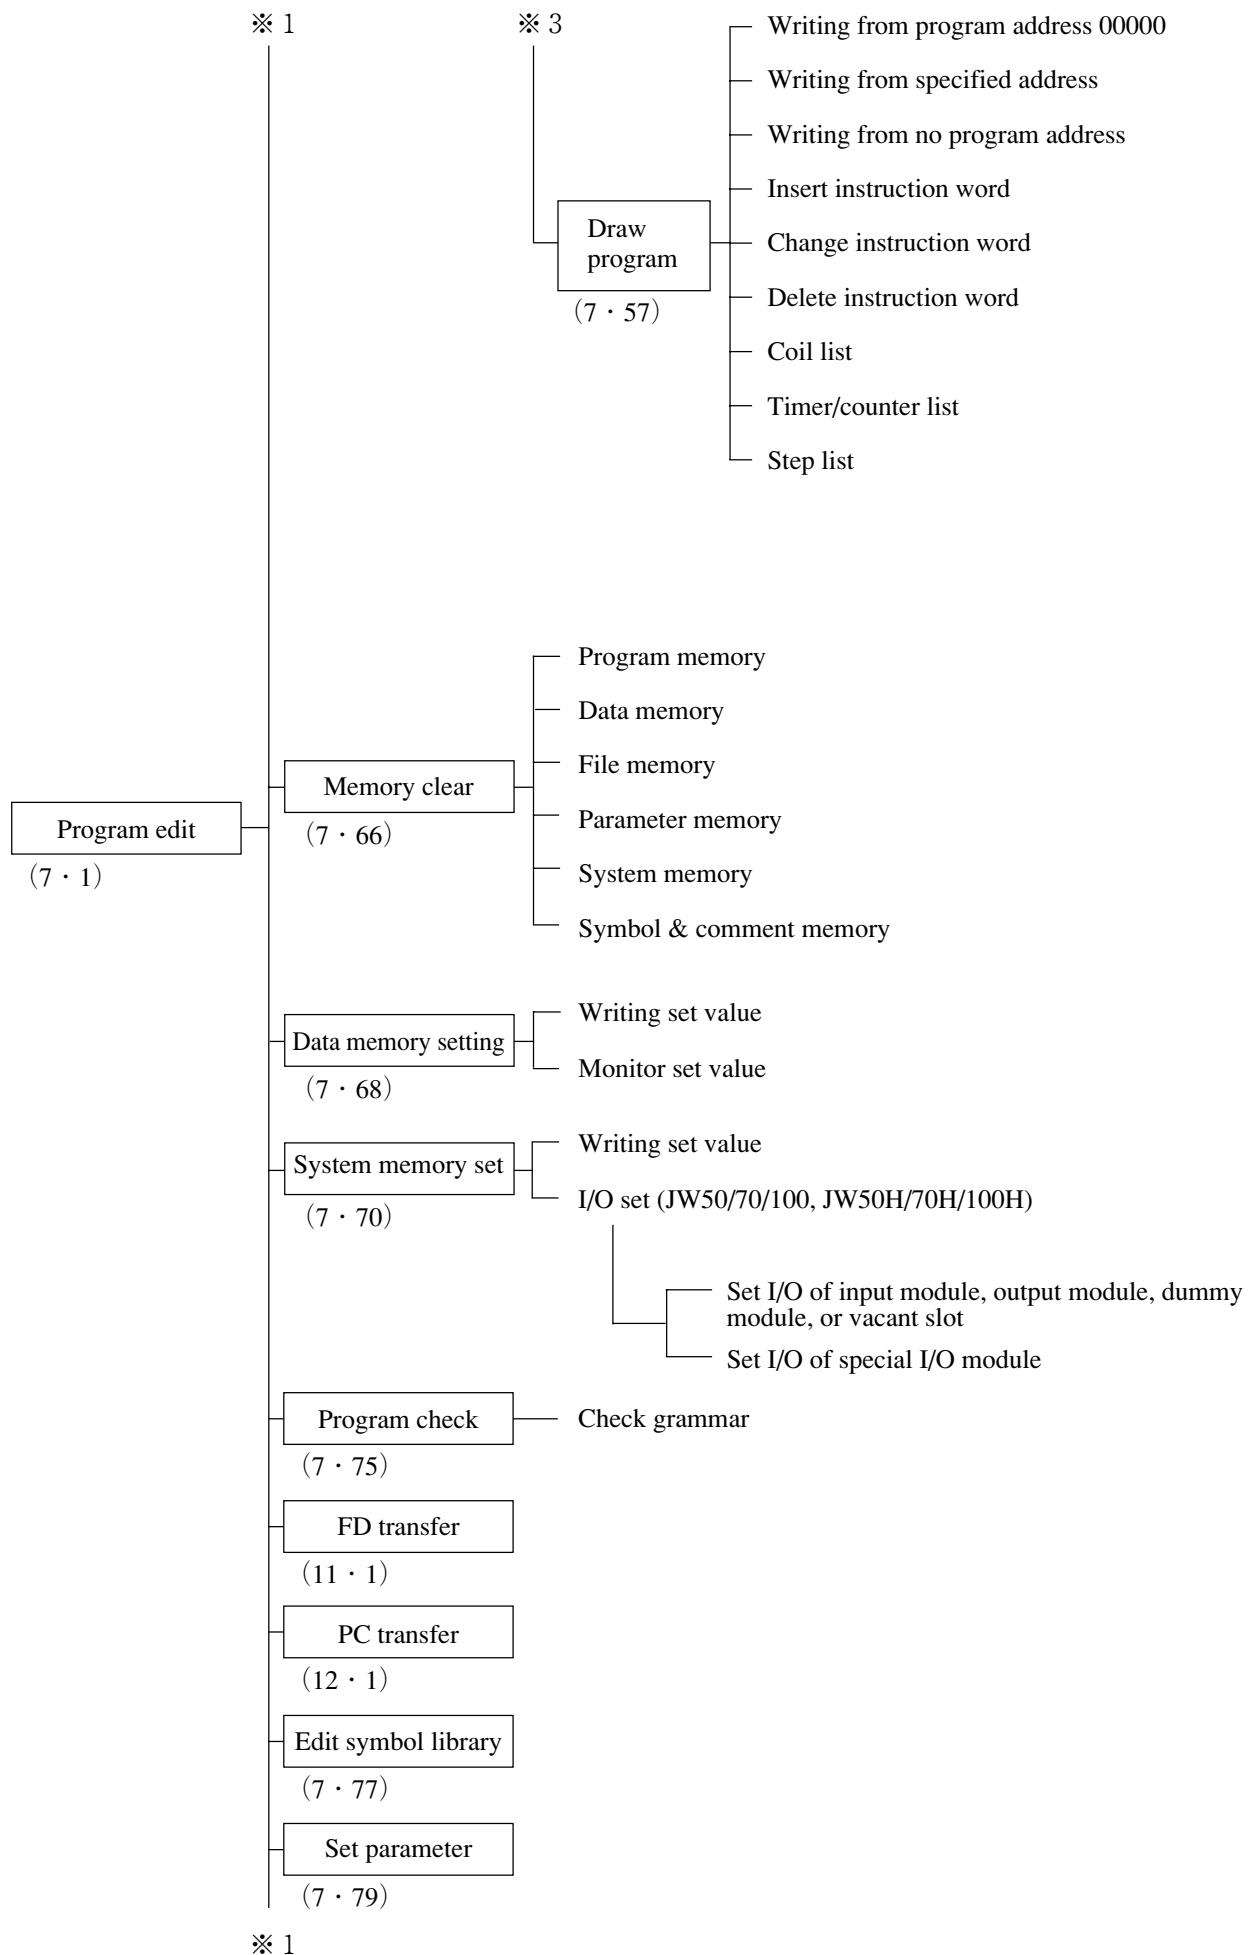 ※ 1
※ 3
Writing from program address 00000
Writing from specified address
Writing from no program address
Insert instruction word
Draw
program
Change instruction word
(7・57)
Delete instruction word
Coil list
Timer/counter list
Step list
Program edit
(7・1)
Memory clear
(7・66)
Program memory
Data memory
File memory
Parameter memory
System memory
Symbol & comment memory
Data memory setting
(7・68)
Writing set value
Monitor set value
System memory set
(7・70)
Writing set value
I/O set (JW50/70/100, JW50H/70H/100H)
Set I/O of input module, output module, dummy
module, or vacant slot
Set I/O of special I/O module
Program check
(7・75)
Check grammar
FD transfer
(11・1)
PC transfer
(12・1)
Edit symbol library
(7・77)
Set parameter
(7・79)
※ 1